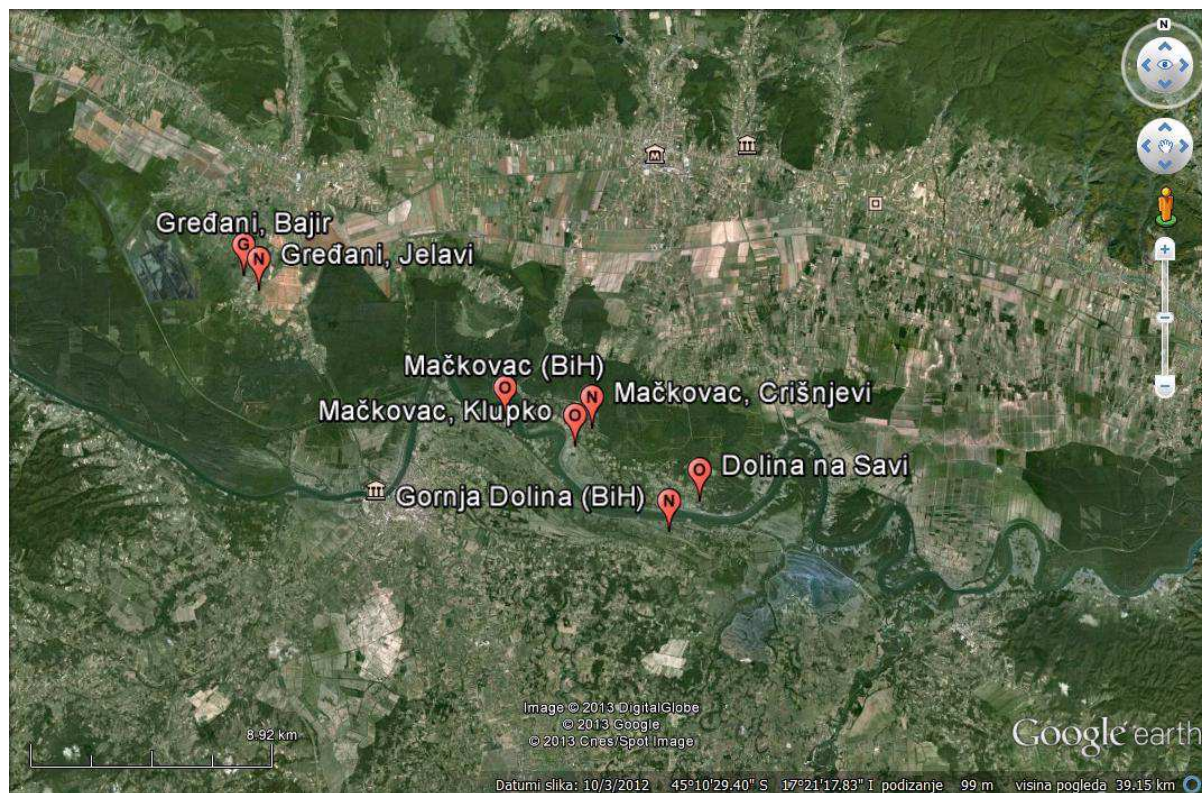 N
M
Gređani, Bajir
G
N
Gređani, Jelavi
Mačkovac (BiH)
O
N
Mačkovac, Crišnjevi
Mačkovac, Klupko
O
Dolina na Savi
O
Gornja Dolina (BiH)
N
Image © 2013 DigitalGlobe
© 2013 Google
© 2013 Cnes/Spot Image
8.92 km
Google earth
Datumi slika: 10/3/2012 45°10'29.40" S 17°21'17.83" I podizanje 99 m visina pogleda 39.15 km